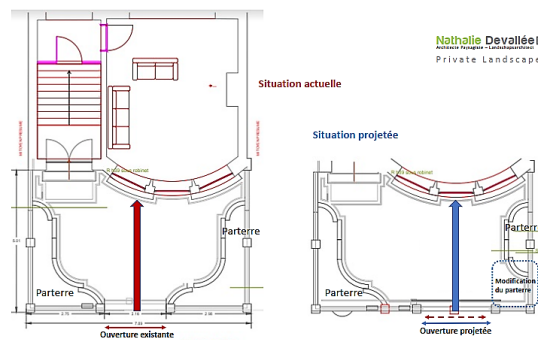 Nathalie Devallée
Architecte Paysagiste – Landschapsarchitect
Private Landscape
Situation actuelle
Situation projetée
Parterre
Parterre
Ouverture existante
Parterre
Parterre
Modification
du parterre
Ouverture projetée